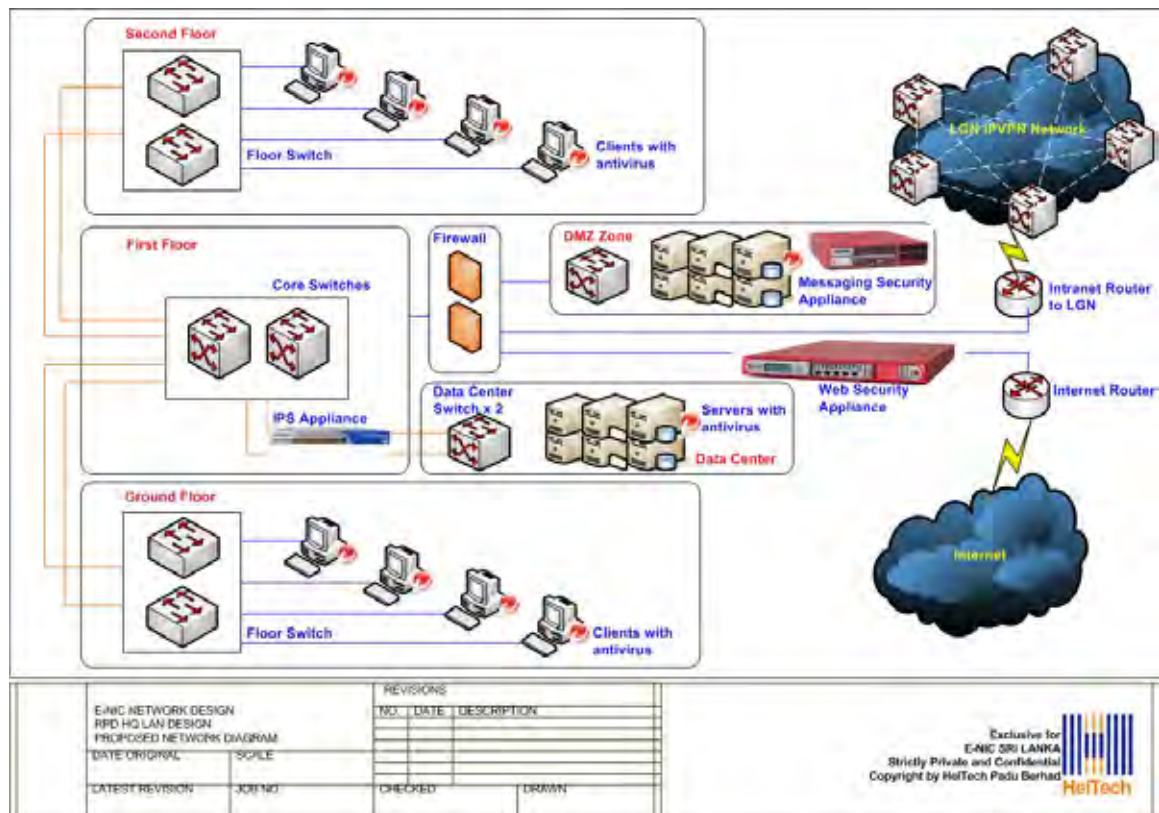 Second Floor
Floor Switch
Clients with
antivirus
LGN IPVPN Network
First Floor
Core Switches
IPS Appliance
Firewall
DMZ Zone
Messaging Security
Appliance
Intranet Router
to LGN
Web Security
Appliance
Internet Router
Data Center
Switch x 2
Servers with
antivirus
Data Center
Ground Floor
Floor Switch
Clients with
antivirus
Internet
E-NIC NETWORK DESIGN
RPD HQ LAN DESIGN
PROPOSED NETWORK DIAGRAM
DATE ORIGINAL
SCALE
LATEST REVISION
JOB NO
REVISIONS
NO.
DATE
DESCRIPTION
CHECKED
DRAWN
Exclusive for
E-NIC SRI LANKA
Strictly Private and Confidential
Copyright by HeiTech Padu Berhad
HeiTech